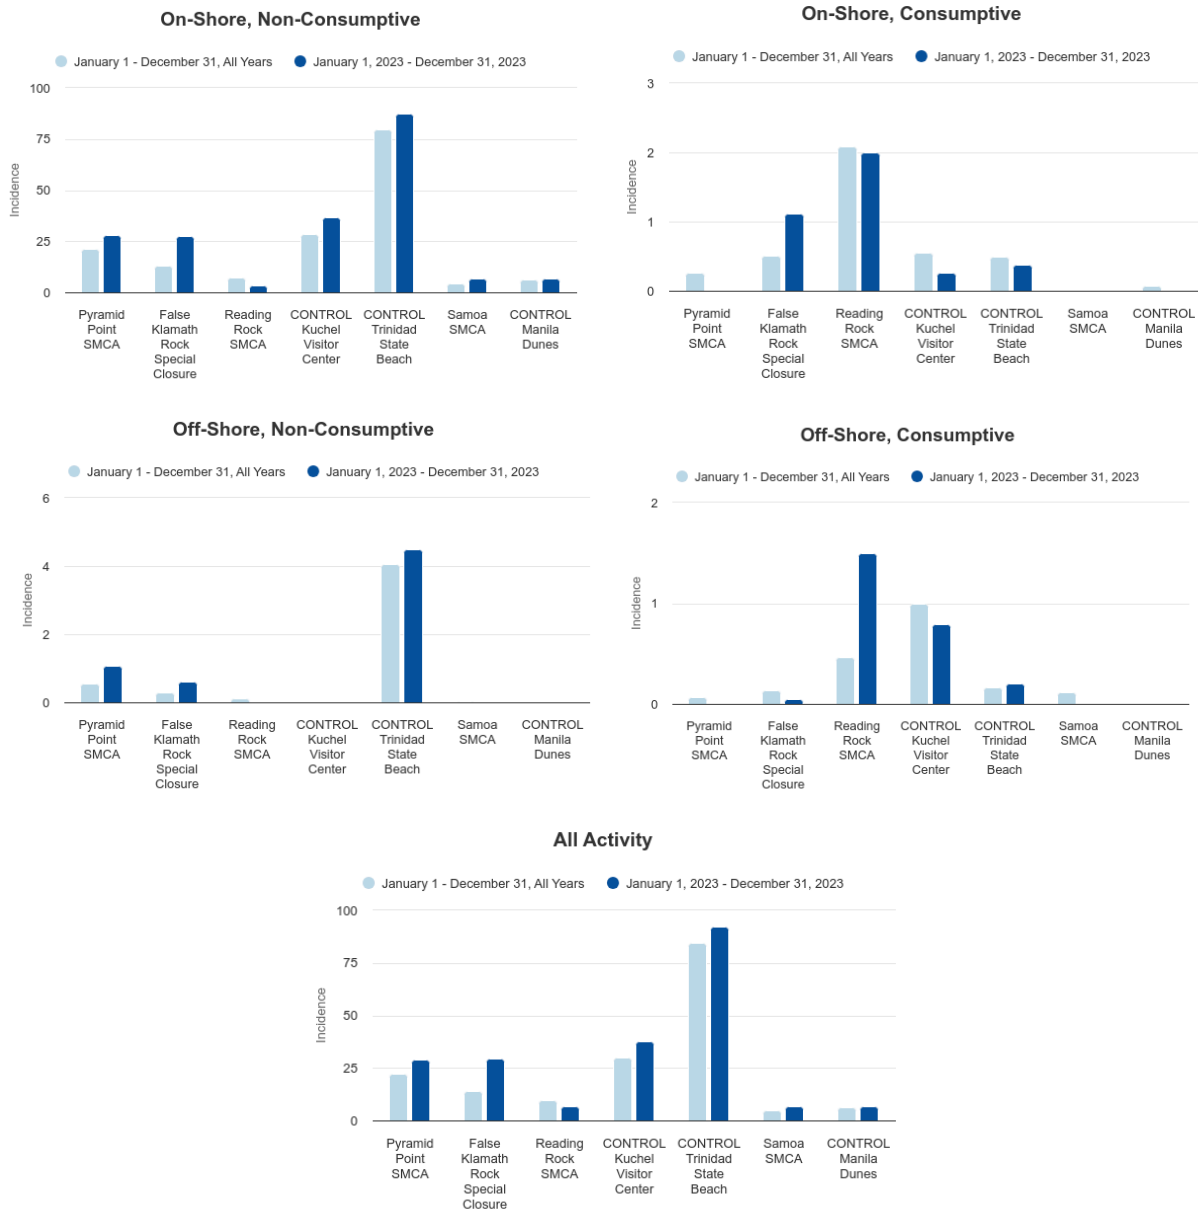 On-Shore, Non-Consumptive
January 1 - December 31, All Years
January 1, 2023 - December 31, 2023
100
75
50
25
0
Incidence
Pyramid
Point
SMCA
False
Klamath
Rock
Special
Closure
Reading
Rock
SMCA
CONTROL
Kuchel
Visitor
Center
CONTROL
Trinidad
State
Beach
Samoa
SMCA
CONTROL
Manila
Dunes
On-Shore, Consumptive
January 1 - December 31, All Years
January 1, 2023 - December 31, 2023
3
2
1
0
Incidence
Pyramid
Point
SMCA
False
Klamath
Rock
Special
Closure
Reading
Rock
SMCA
CONTROL
Kuchel
Visitor
Center
CONTROL
Trinidad
State
Beach
Samoa
SMCA
CONTROL
Manila
Dunes
Off-Shore, Non-Consumptive
January 1 - December 31, All Years
January 1, 2023 - December 31, 2023
6
4
2
0
Incidence
Pyramid
Point
SMCA
False
Klamath
Rock
Special
Closure
Reading
Rock
SMCA
CONTROL
Kuchel
Visitor
Center
CONTROL
Trinidad
State
Beach
Samoa
SMCA
CONTROL
Manila
Dunes
Off-Shore, Consumptive
January 1 - December 31, All Years
January 1, 2023 - December 31, 2023
2
1
0
Incidence
Pyramid
Point
SMCA
False
Klamath
Rock
Special
Closure
Reading
Rock
SMCA
CONTROL
Kuchel
Visitor
Center
CONTROL
Trinidad
State
Beach
Samoa
SMCA
CONTROL
Manila
Dunes
All Activity
January 1 - December 31, All Years
January 1, 2023 - December 31, 2023
100
75
50
25
0
Incidence
Pyramid
Point
SMCA
False
Klamath
Rock
Special
Closure
Reading
Rock
SMCA
CONTROL
Kuchel
Visitor
Center
CONTROL
Trinidad
State
Beach
Samoa
SMCA
CONTROL
Manila
Dunes